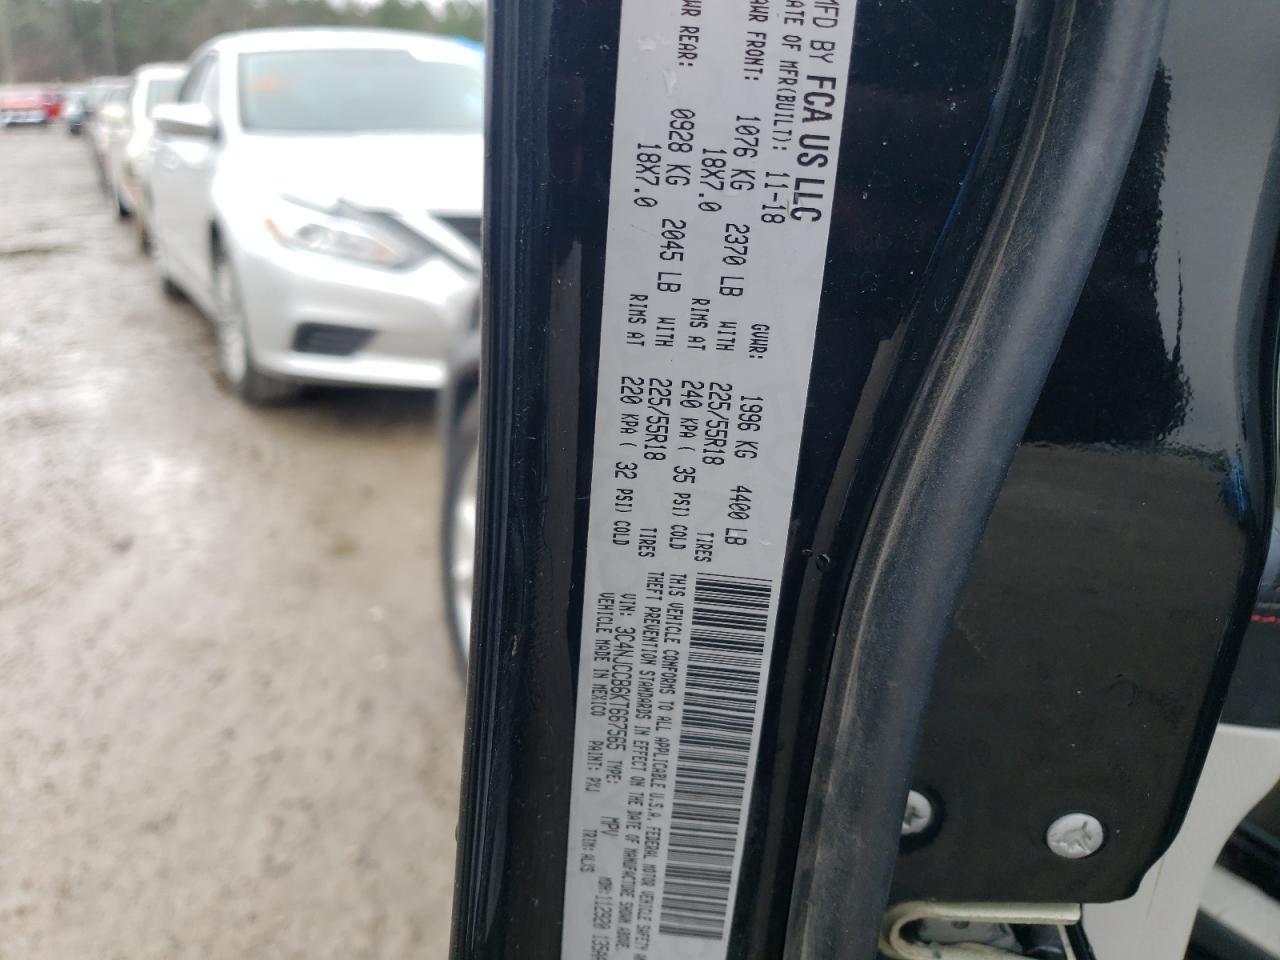 MFD BY FCA US LLC
DATE OF MFR(BUILT): 11-18 GVWR: 1996 KG 4400 LB
GAWR FRONT: 1076 KG 2370 LB WITH 225/55R18 TIRES
18X7.0 RIMS AT 240 KPA( 35 PSI) COLD
GAWR REAR: 0928 KG 2045 LB WITH 225/55R18 TIRES
18X7.0 RIMS AT 220 KPA( 32 PSI) COLD
THIS VEHICLE CONFORMS TO ALL APPLICABLE U.S.A. FEDERAL MOTOR VEHICLE SAFETY
THEFT PREVENTION STANDARDS IN EFFECT ON THE DATE OF MANUFACTURE SHOWN ABOVE.
VIN: 3C4NJCCB6KT667565 TYPE: MPV MDH:112920
VEHICLE MADE IN MEXICO PAINT: PXJ TRIM: